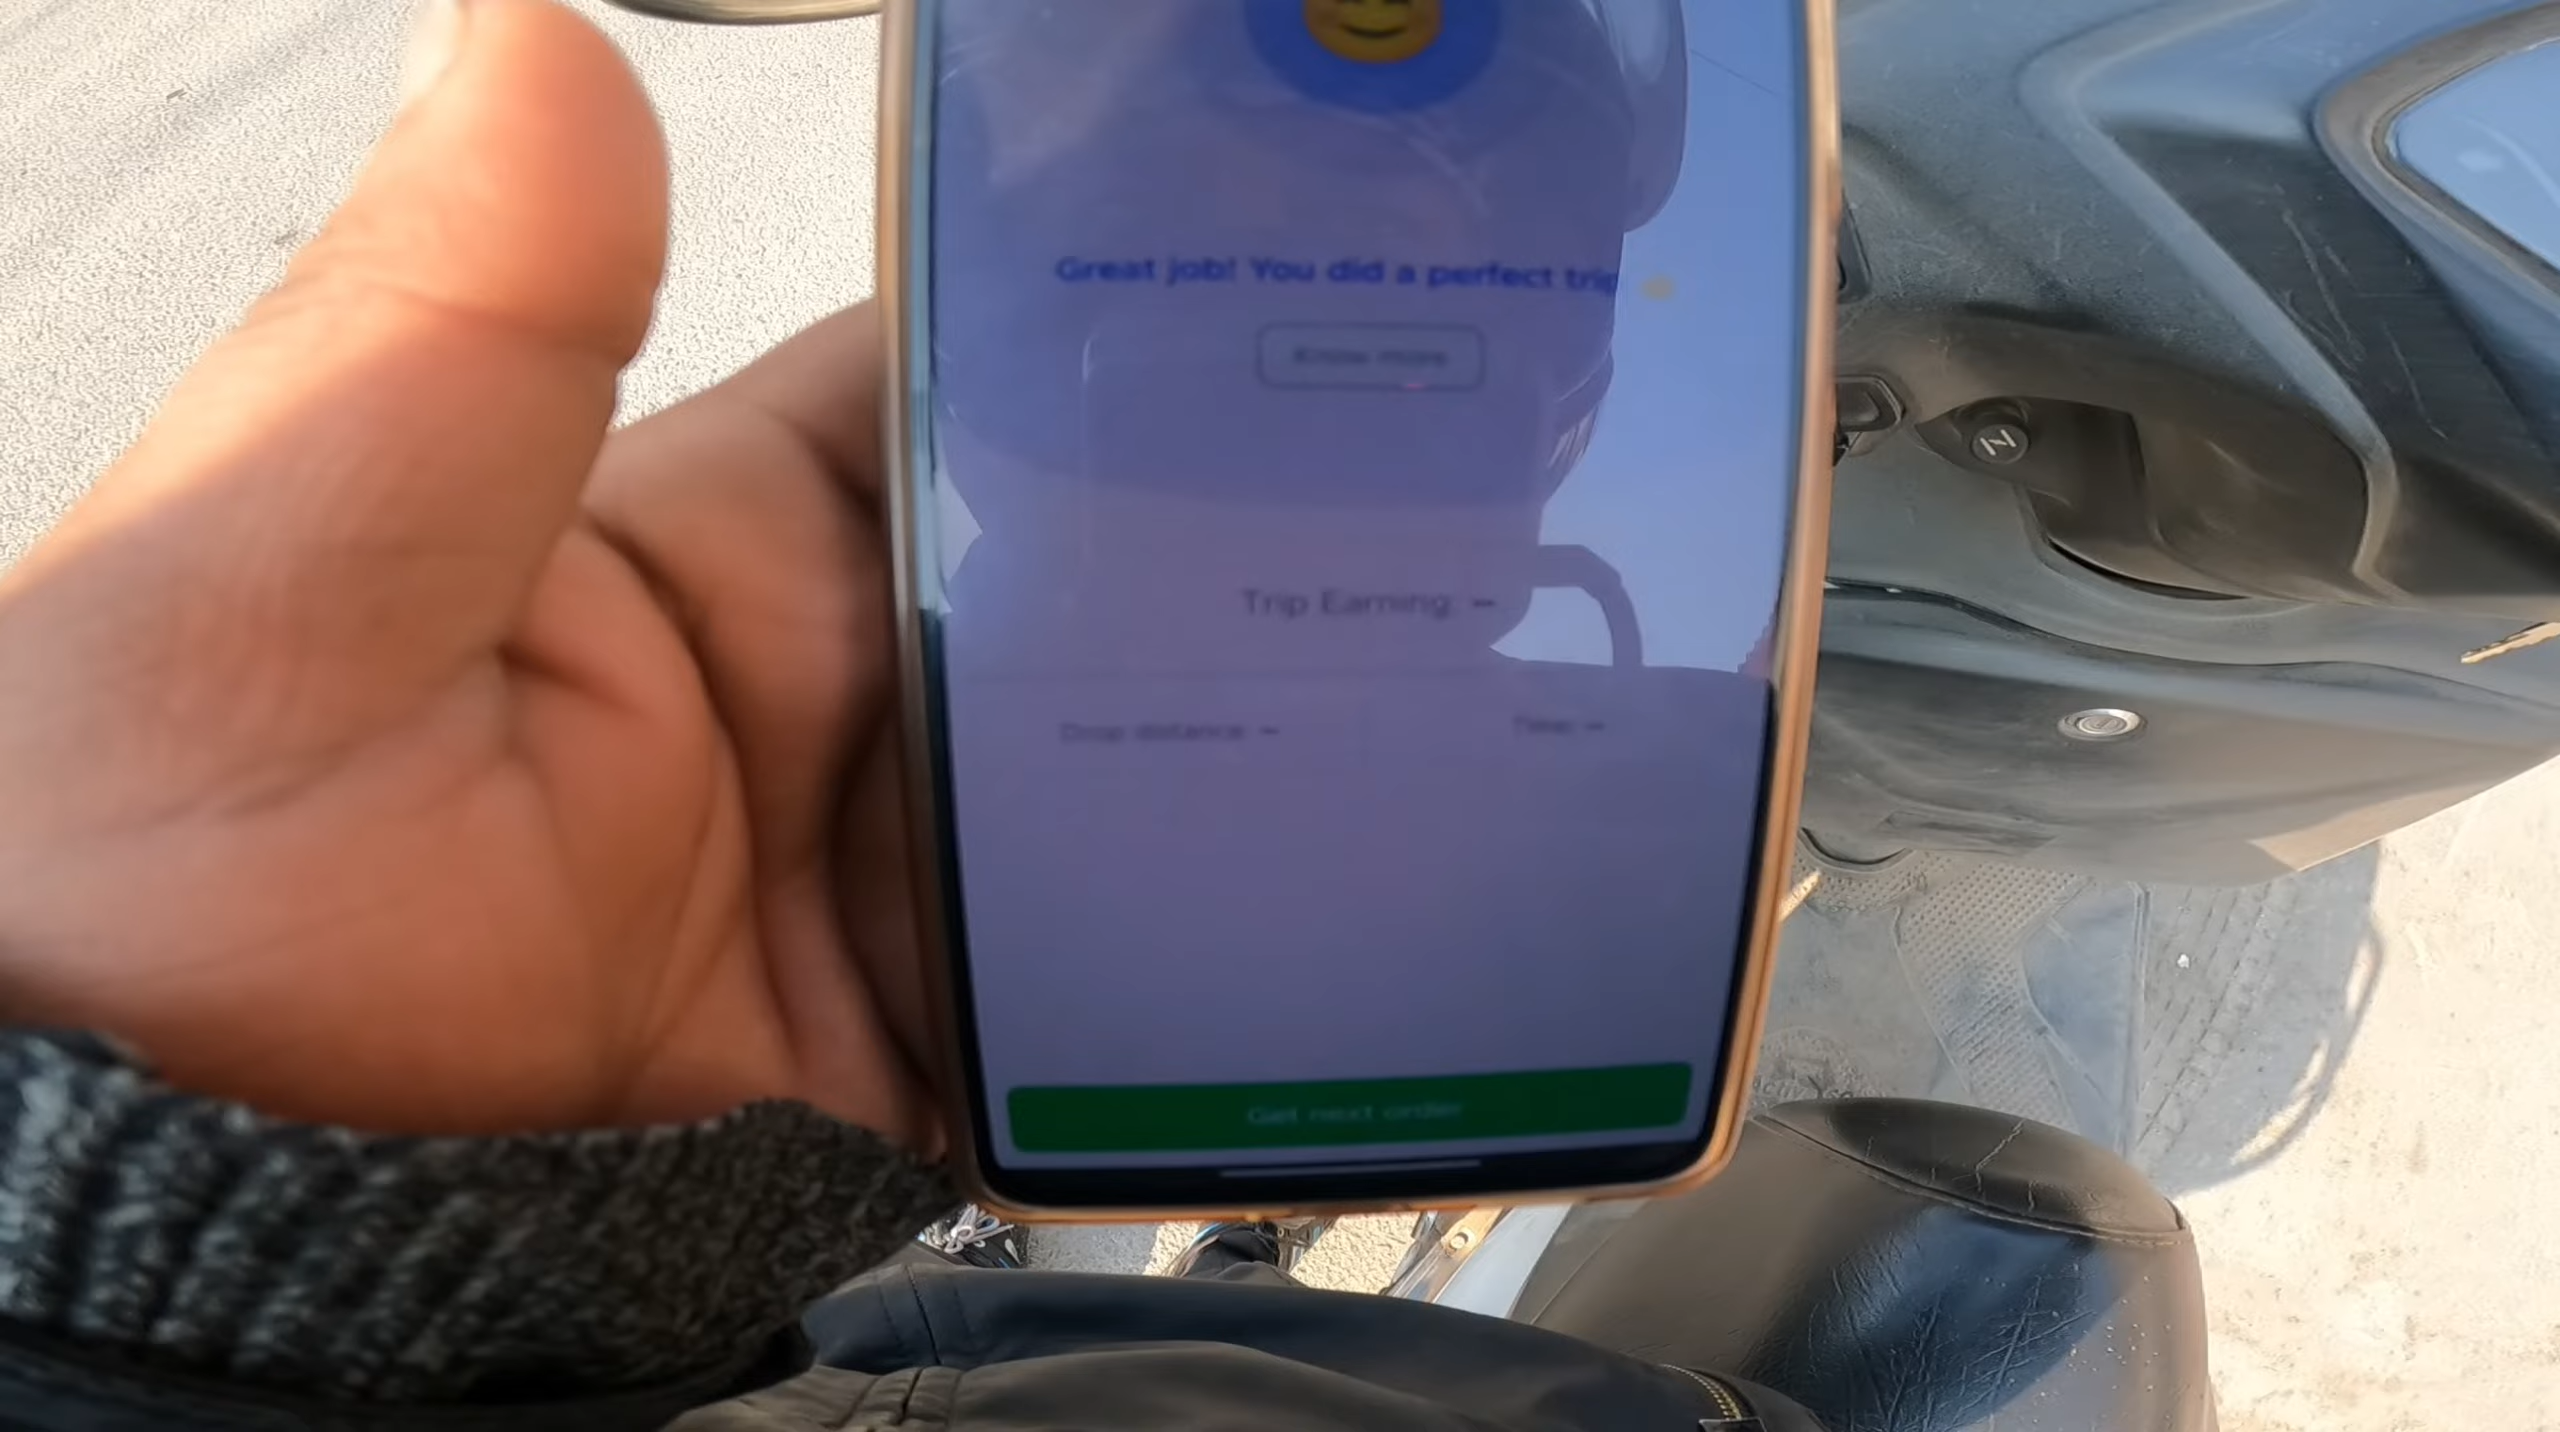 Great job! You did a perfect trip
Know more
Trip Earning: –
Drop distance: –
Time: –
Get next order